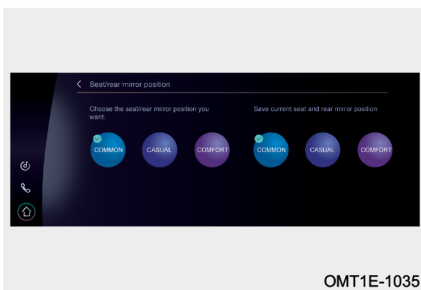 Seat/rear mirror position
Choose the seat/rear mirror position you
want:
Save current seat and rear mirror position:
COMMON
CASUAL
COMFORT
COMMON
CASUAL
COMFORT
OMT1E-1035